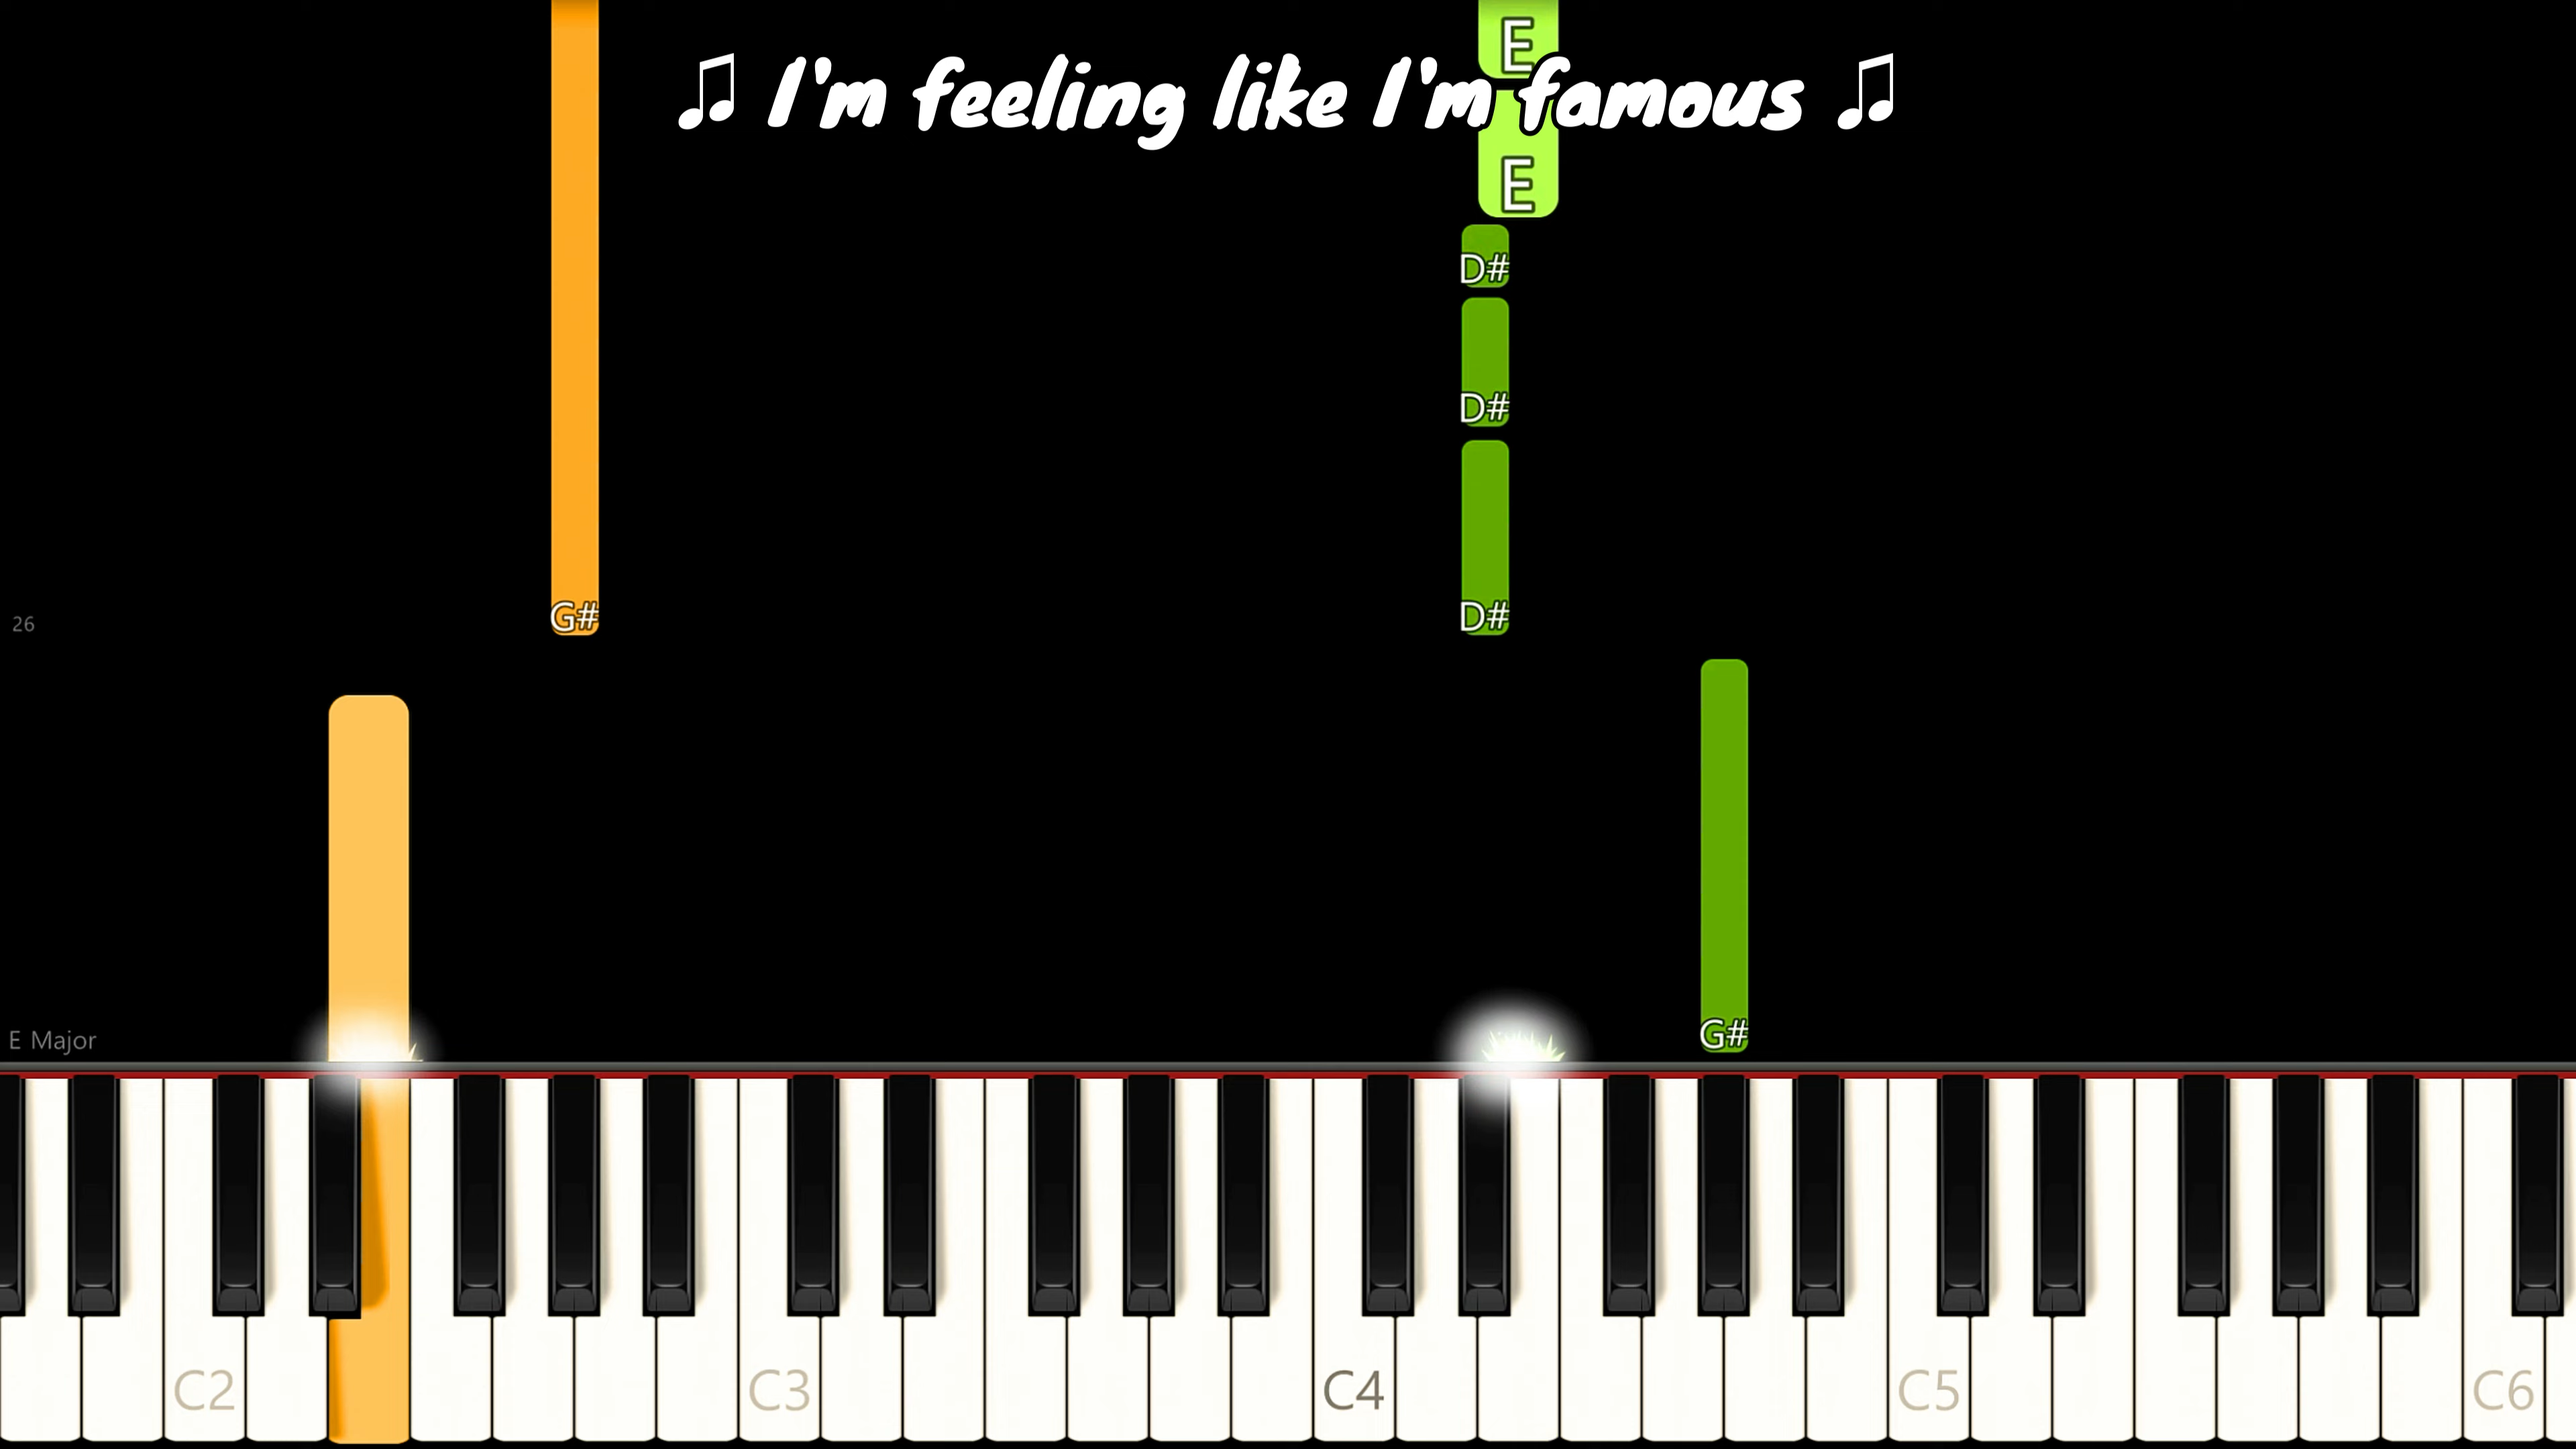 E
♫ I'm feeling like I'm famous ♫
E
D#
D#
G# D#
26
G#
E Major
C2 C3 C4 C5 C6